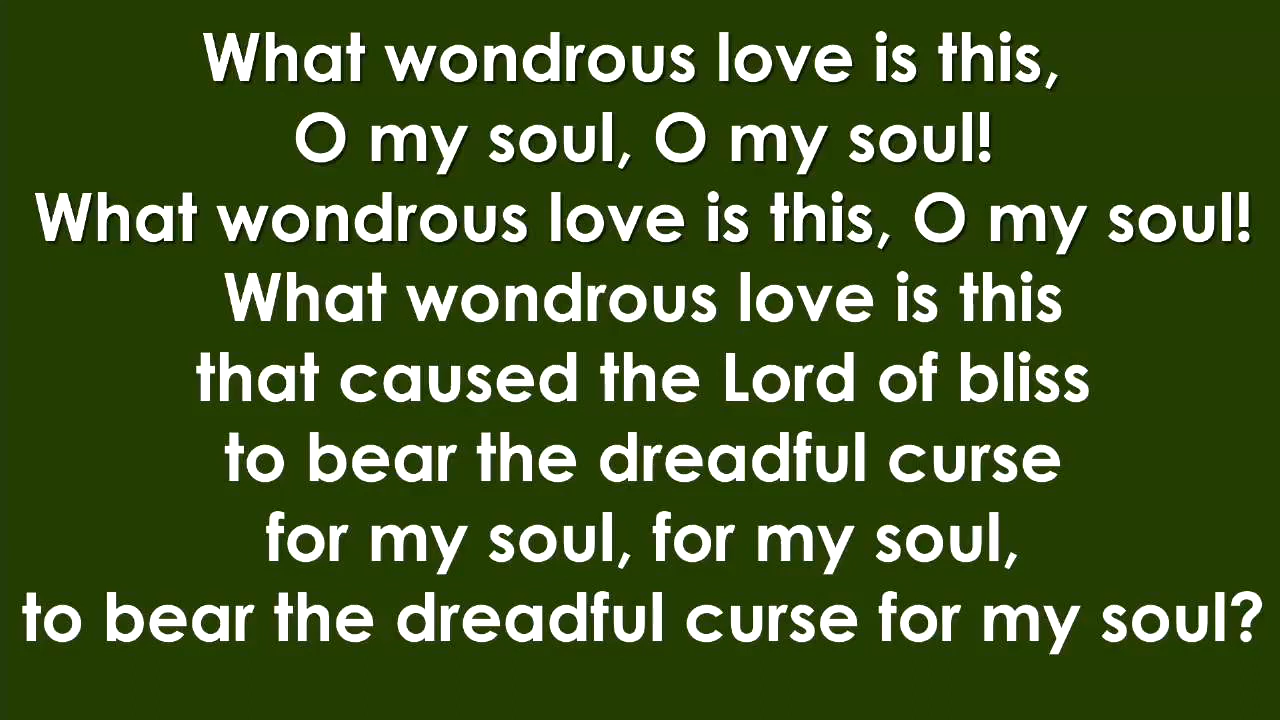 What wondrous love is this,
O my soul, O my soul!
What wondrous love is this, O my soul!
What wondrous love is this
that caused the Lord of bliss
to bear the dreadful curse
for my soul, for my soul,
to bear the dreadful curse for my soul?